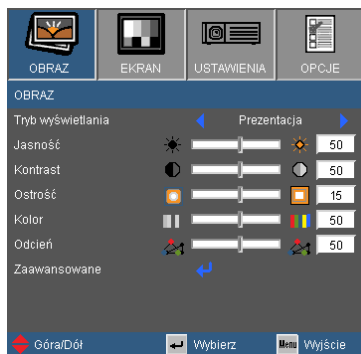 OBRAZ EKRAN USTAWIENIA OPCJE
OBRAZ
Tryb wyświetlania Prezentacja
Jasność 50
Kontrast 50
Ostrość 15
Kolor 50
Odcień 50
Zaawansowane
Góra/Dół Wybierz Menu Wyjście